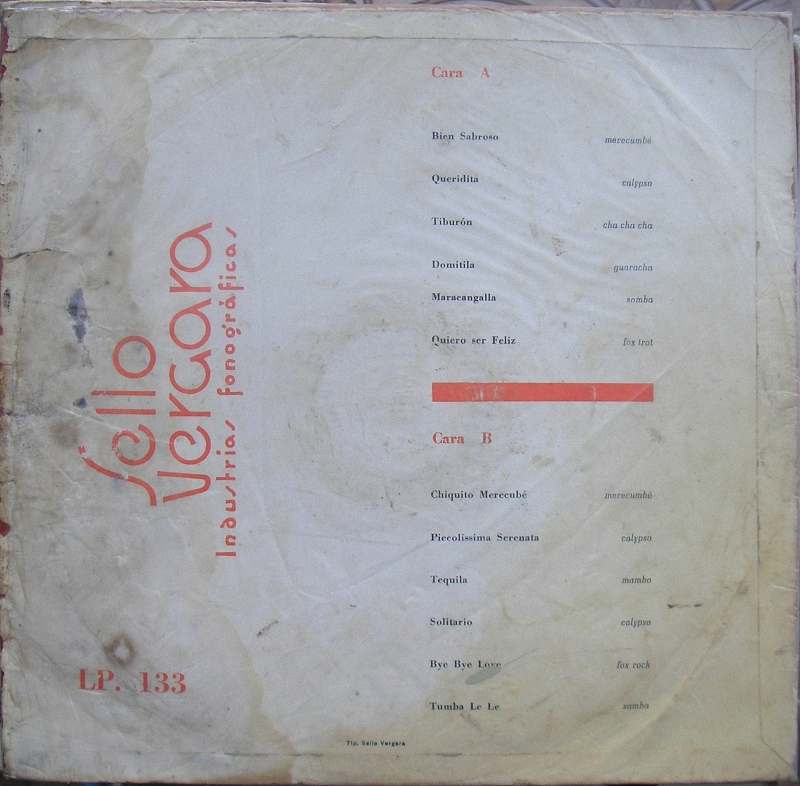 Sello
Vergara
Industrias fonográficas
LP. 133
Cara A
Bien Sabroso merecumbé
Queridita calypso
Tiburón cha cha cha
Domitila guaracha
Maracangalla samba
Quiero ser Feliz fox trot
Cara B
Chiquito Merecubé merecumbé
Piccolissima Serenata calypso
Tequila mambo
Solitario calypso
Bye Bye Love fox rock
Tumba Le Le samba
Tip. Sello Vergara